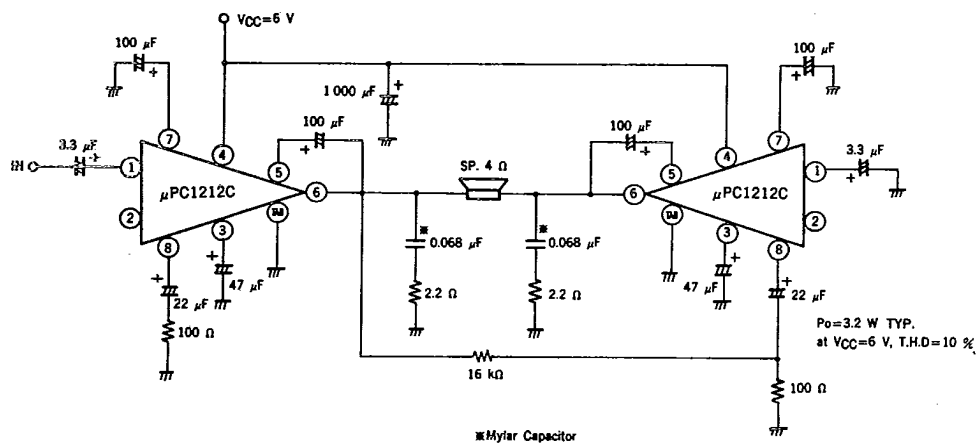 VCC=6 V
100 µF
+
7
4
1 000 µF
+
100 µF
+
7
3.3 µF
+
IN
1
2
µPC1212C
8
3
5
100 µF
+
6
TAB
SP. 4 Ω
100 µF
+
5
4
6
µPC1212C
TAB
3
8
1
2
3.3 µF
+
+
22 µF
100 Ω
+
47 µF
※
0.068 µF
2.2 Ω
※
0.068 µF
2.2 Ω
+
47 µF
+
22 µF
16 kΩ
100 Ω
Po=3.2 W TYP.
at VCC=6 V, T.H.D=10 %.
※Mylar Capacitor